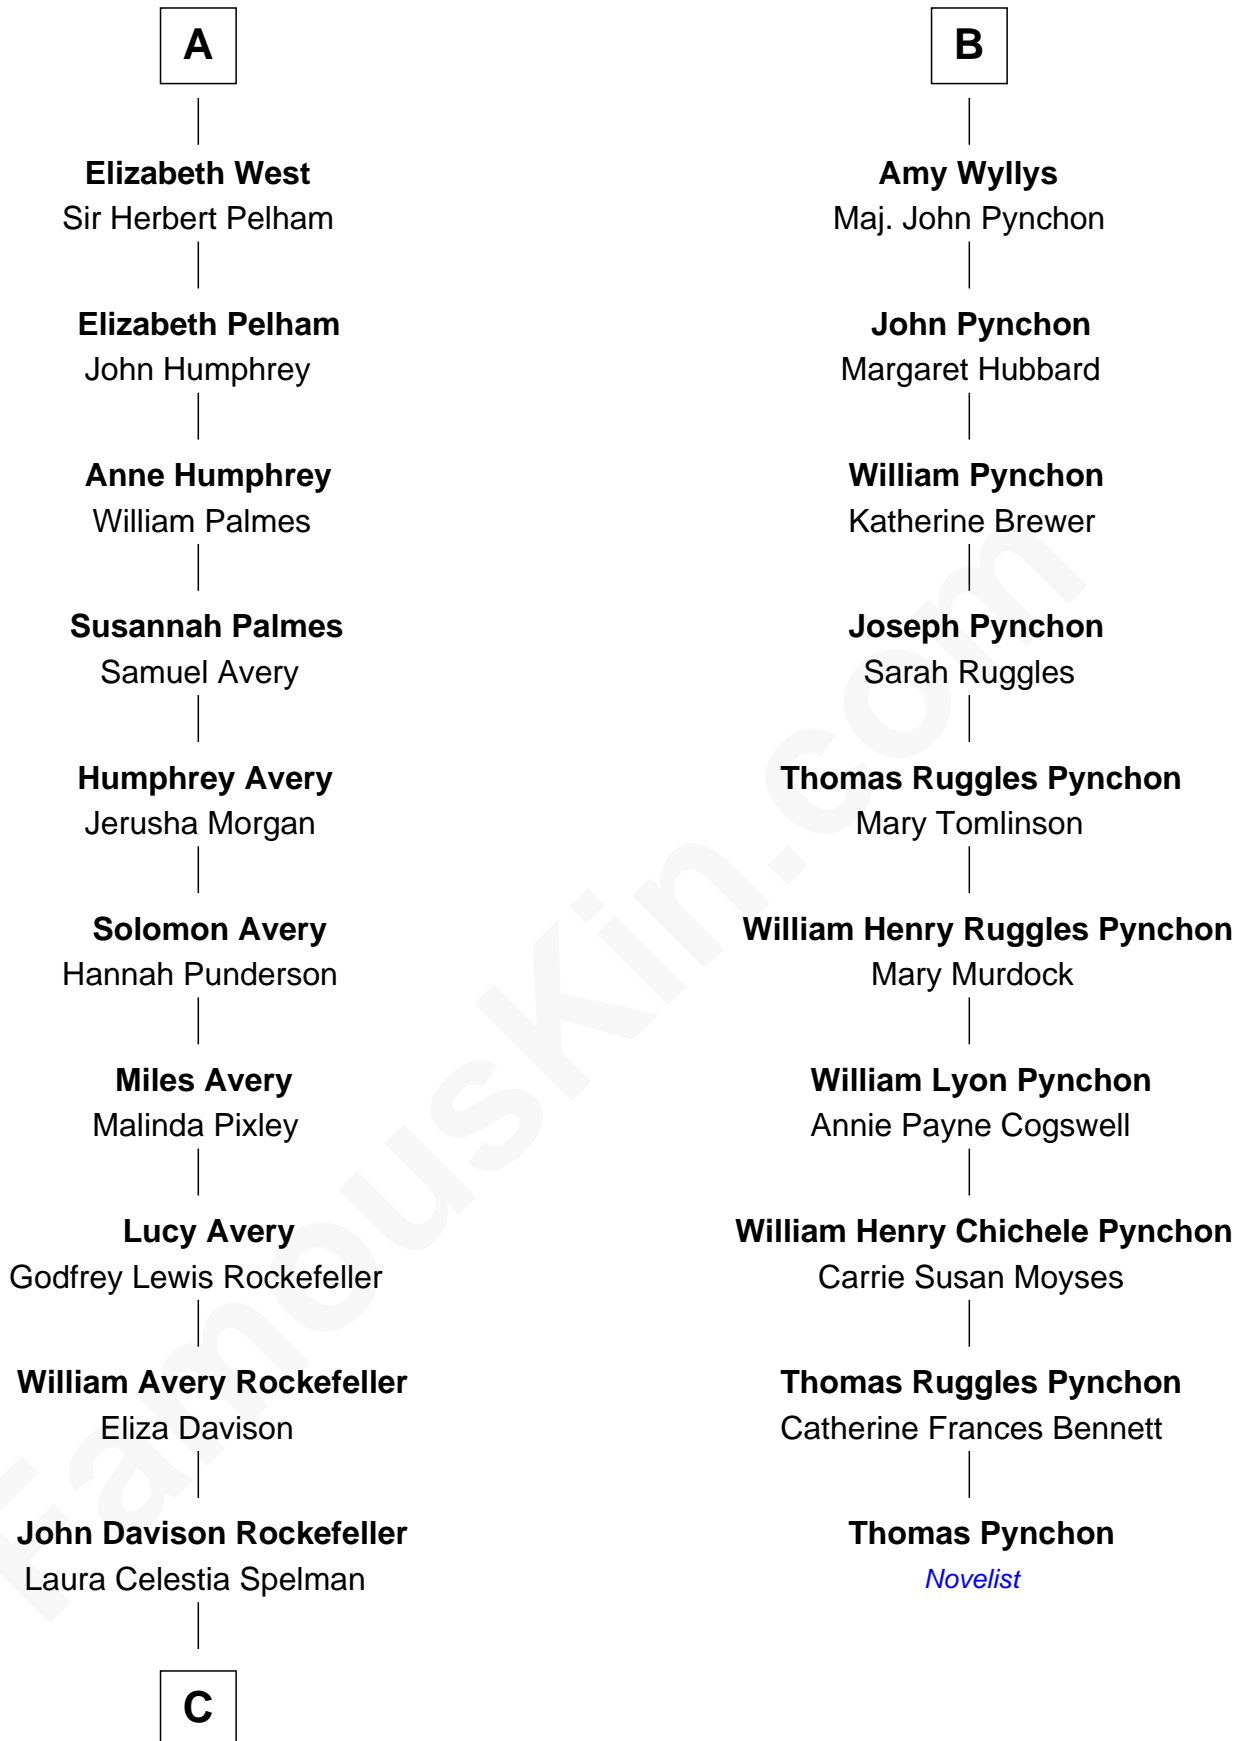 A
Elizabeth West
Sir Herbert Pelham
Elizabeth Pelham
John Humphrey
Anne Humphrey
William Palmes
Susannah Palmes
Samuel Avery
Humphrey Avery
Jerusha Morgan
Solomon Avery
Hannah Punderson
Miles Avery
Malinda Pixley
Lucy Avery
Godfrey Lewis Rockefeller
William Avery Rockefeller
Eliza Davison
John Davison Rockefeller
Laura Celestia Spelman
C
B
Amy Wyllys
Maj. John Pynchon
John Pynchon
Margaret Hubbard
William Pynchon
Katherine Brewer
Joseph Pynchon
Sarah Ruggles
Thomas Ruggles Pynchon
Mary Tomlinson
William Henry Ruggles Pynchon
Mary Murdock
William Lyon Pynchon
Annie Payne Cogswell
William Henry Chichele Pynchon
Carrie Susan Moyses
Thomas Ruggles Pynchon
Catherine Frances Bennett
Thomas Pynchon
Novelist
FamousKin.com